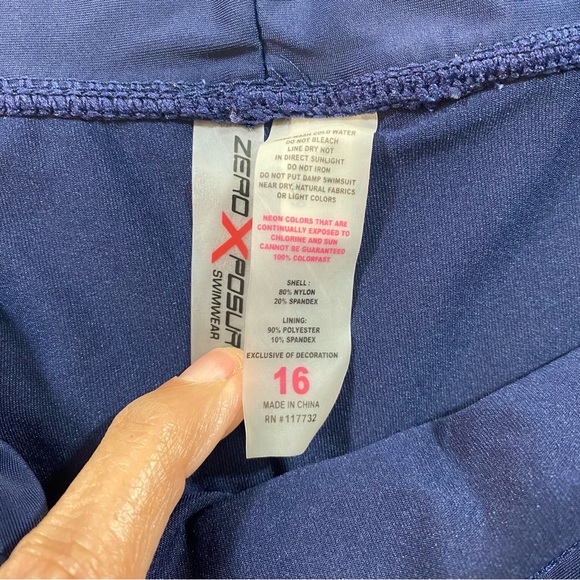 ZERO
X
POSUR
SWIMWEAR
WASH COLD WATER
DO NOT BLEACH
LINE DRY NOT
IN DIRECT SUNLIGHT
DO NOT IRON
DO NOT PUT DAMP SWIMSUIT
NEAR DRY, NATURAL FABRICS
OR LIGHT COLORS
NEON COLORS THAT ARE
CONTINUALLY EXPOSED TO
CHLORINE AND SUN
CANNOT BE GUARANTEED
100% COLORFAST
SHELL:
80% NYLON
20% SPANDEX
LINING:
90% POLYESTER
10% SPANDEX
EXCLUSIVE OF DECORATION
16
MADE IN CHINA
RN #117732